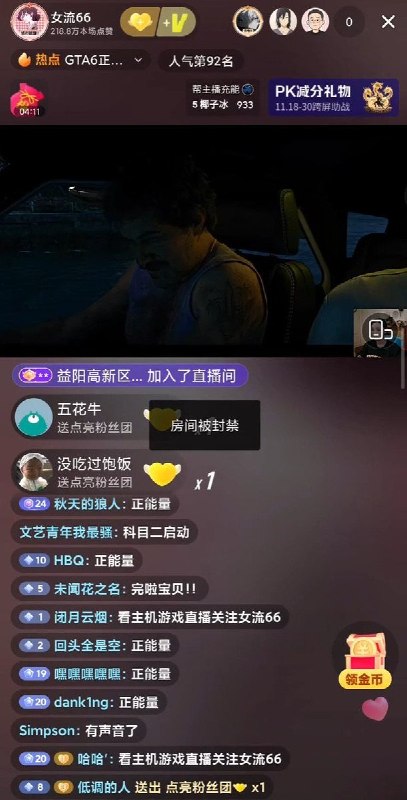 女流66
218.8万本场点赞
+V
0
热点 GTA6正...
人气第92名
04:11
帮主播充能
5 椰子冰 933
PK减分礼物
11.18-30跨屏助战
益阳高新区... 加入了直播间
五花牛
送点亮粉丝团
房间被封禁
没吃过饱饭
送点亮粉丝团
x1
24 秋天的狼人: 正能量
文艺青年我最骚: 科目二启动
10 HBQ: 正能量
5 未闻花之名: 完啦宝贝!!
1 闭月云烟: 看主机游戏直播关注女流66
2 回头全是空: 正能量
19 嘿嘿嘿嘿嘿: 正能量
20 dank1ng: 正能量
领金币
Simpson: 有声音了
20 哈哈‘: 看主机游戏直播关注女流66
8 低调的人 送出 点亮粉丝团 x1